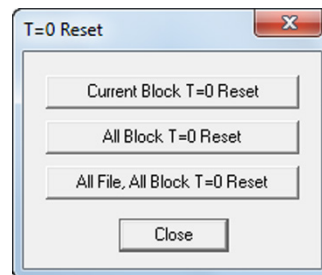 T=0 Reset
Current Block T=0 Reset
All Block T=0 Reset
All File, All Block T=0 Reset
Close